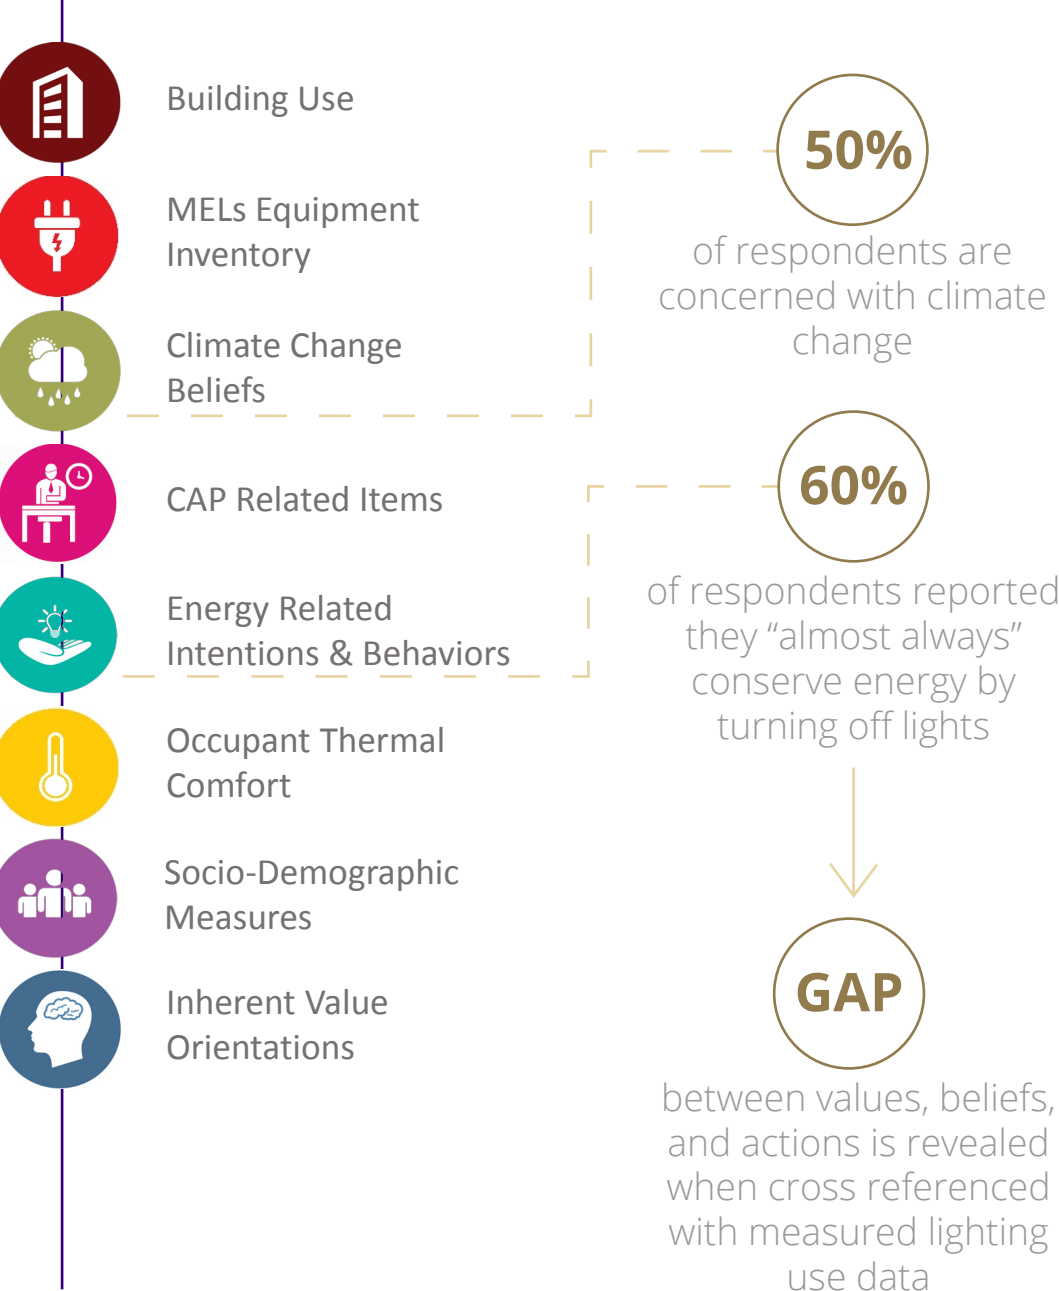 Building Use
MELs Equipment
Inventory
Climate Change
Beliefs
CAP Related Items
Energy Related
Intentions & Behaviors
Occupant Thermal
Comfort
Socio-Demographic
Measures
Inherent Value
Orientations
50%
of respondents are
concerned with climate
change
60%
of respondents reported
they “almost always”
conserve energy by
turning off lights
GAP
between values, beliefs,
and actions is revealed
when cross referenced
with measured lighting
use data